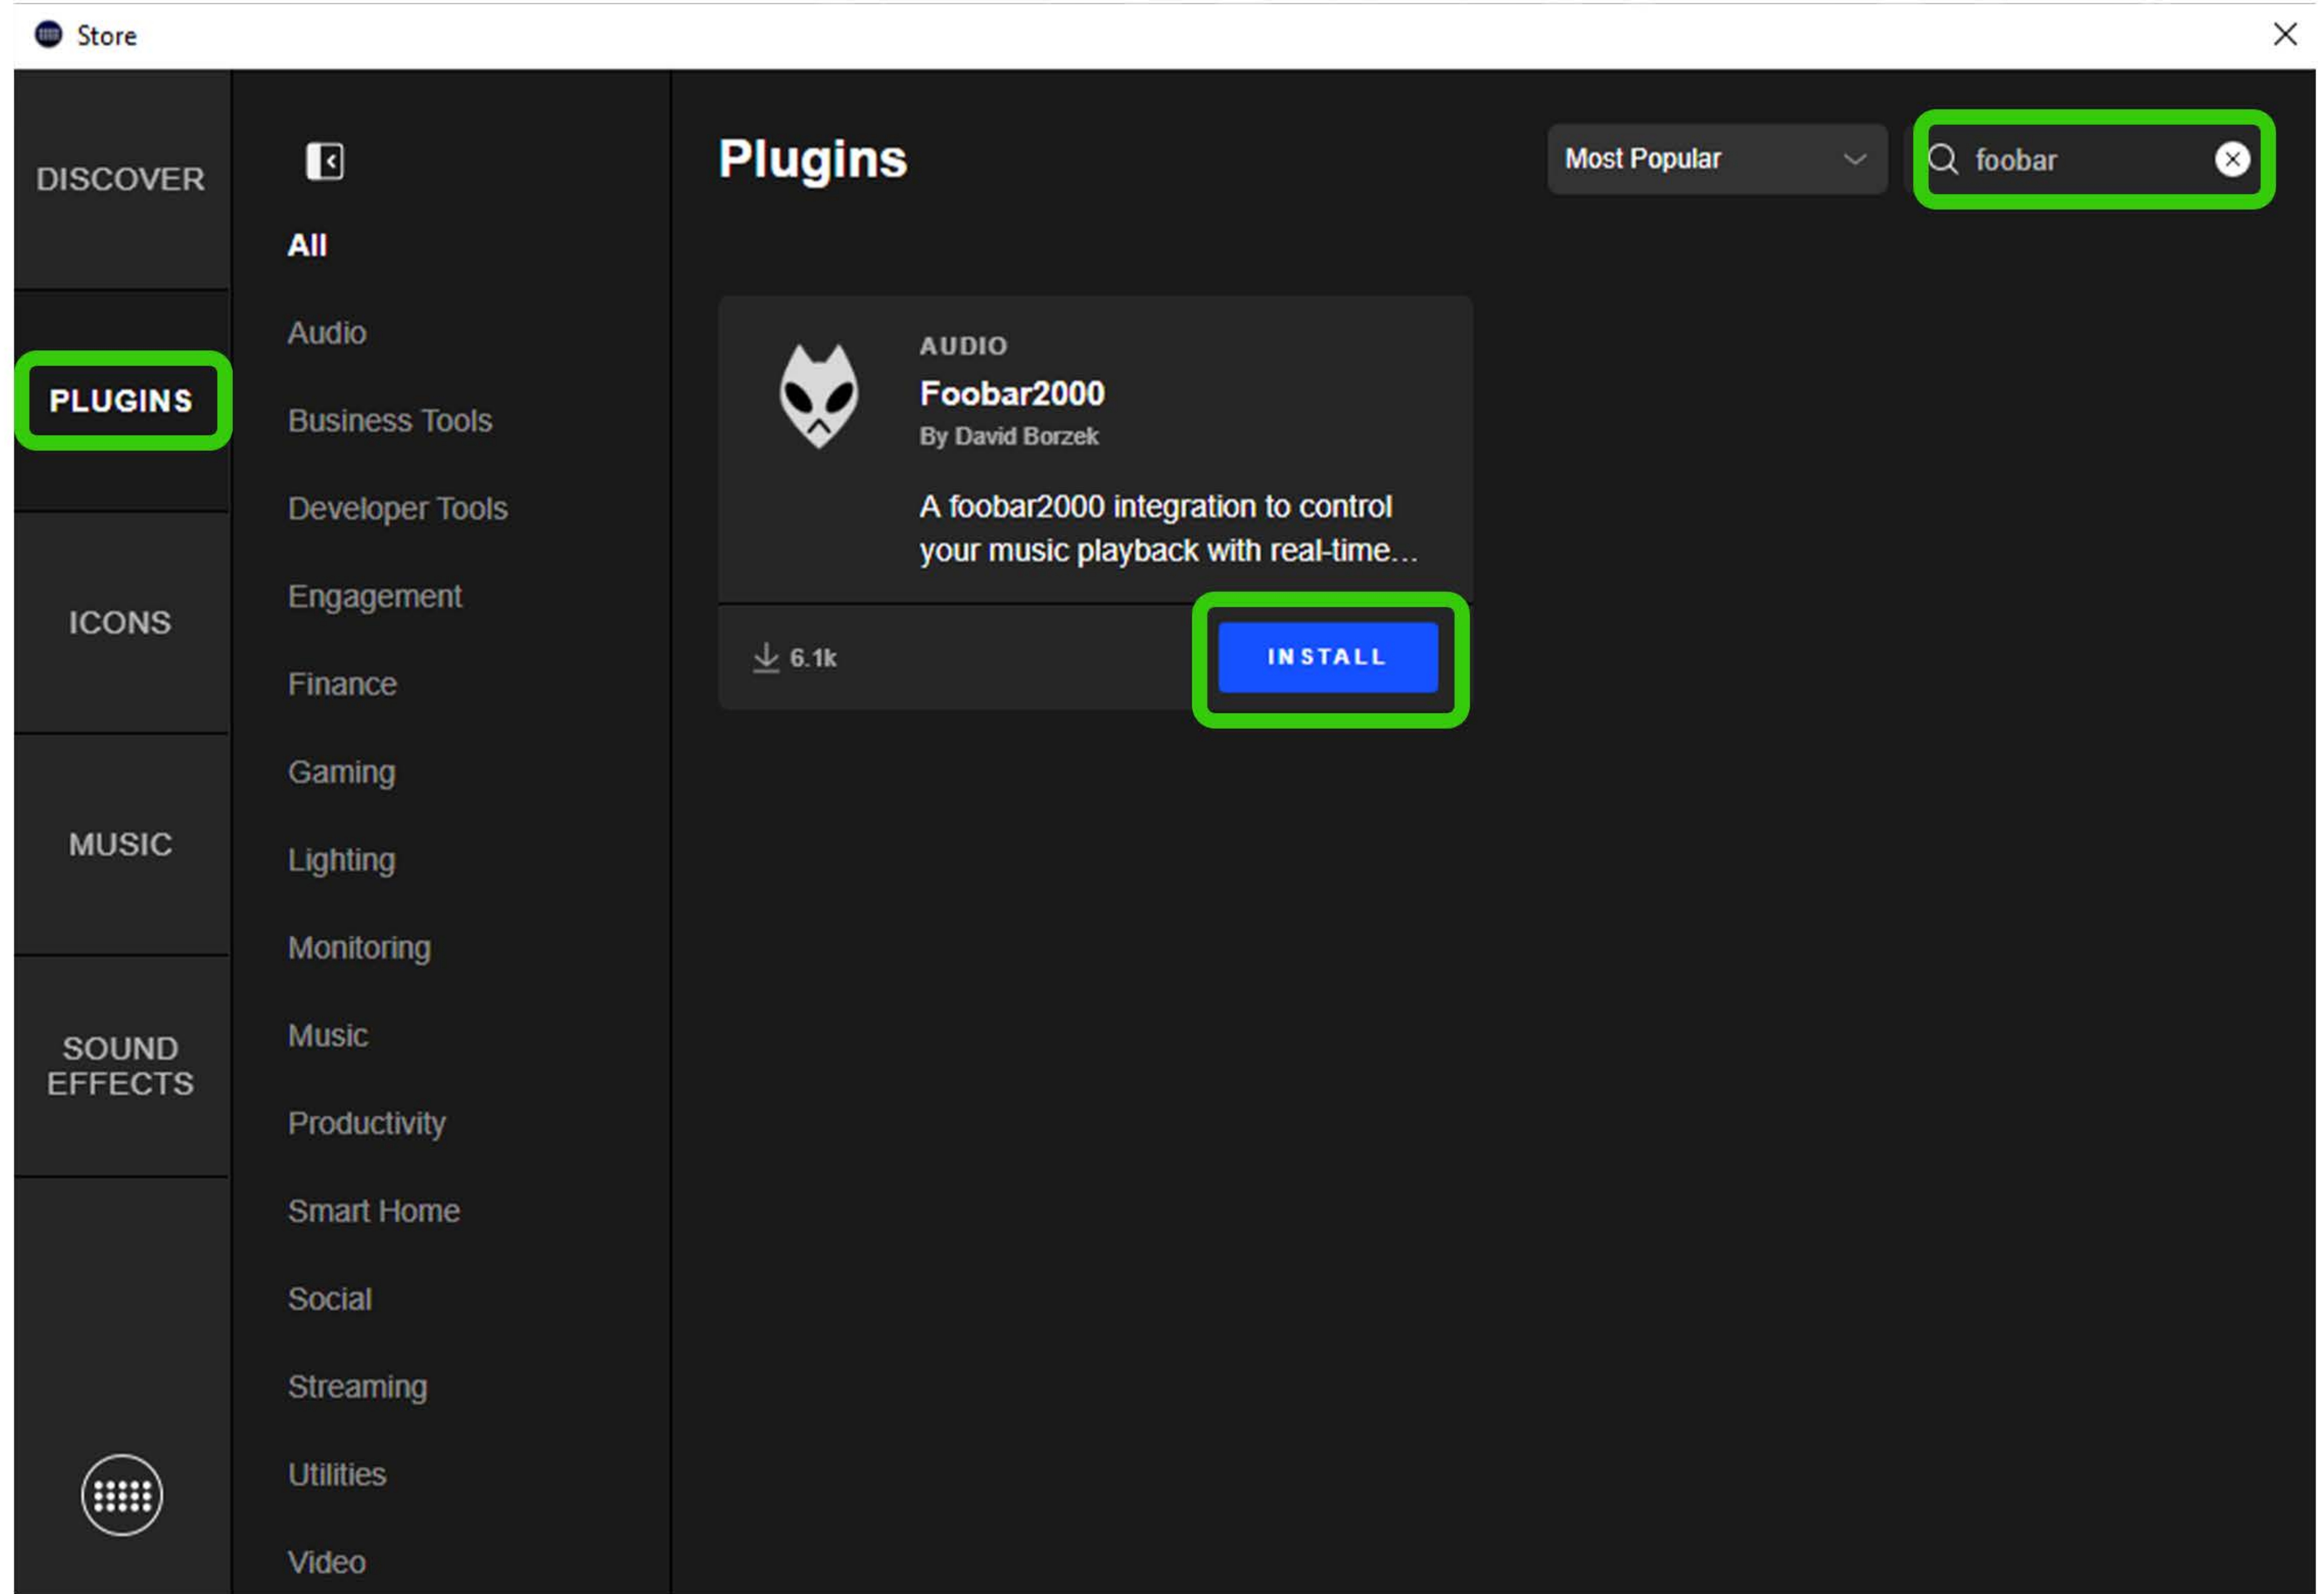 Store
DISCOVER
PLUGINS
ICONS
MUSIC
SOUND
EFFECTS
All
Audio
Business Tools
Developer Tools
Engagement
Finance
Gaming
Lighting
Monitoring
Music
Productivity
Smart Home
Social
Streaming
Utilities
Video
Plugins
Most Popular
foobar
AUDIO
Foobar2000
By David Borzek
A foobar2000 integration to control
your music playback with real-time...
6.1k
INSTALL